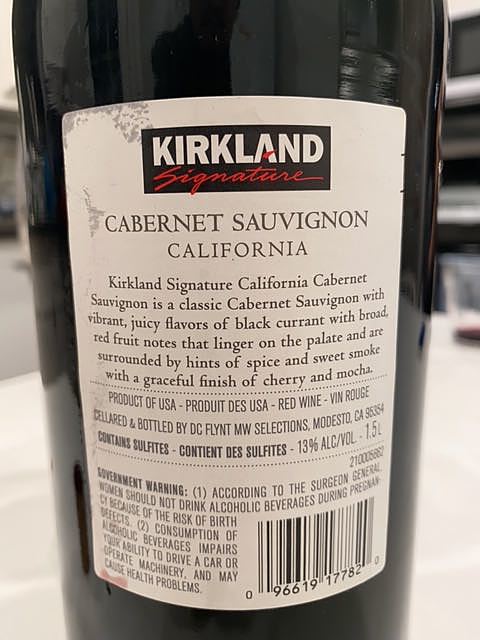 KIRKLAND
Signature
CABERNET SAUVIGNON
CALIFORNIA
Kirkland Signature California Cabernet
Sauvignon is a classic Cabernet Sauvignon with
vibrant, juicy flavors of black currant with broad,
red fruit notes that linger on the palate and are
surrounded by hints of spice and sweet smoke
with a graceful finish of cherry and mocha.
PRODUCT OF USA - PRODUIT DES USA - RED WINE - VIN ROUGE
CELLARED & BOTTLED BY DC FLYNT MW SELECTIONS, MODESTO, CA 95354
CONTAINS SULFITES - CONTIENT DES SULFITES - 13% ALC/VOL - 1.5 L
210005862
GOVERNMENT WARNING: (1) ACCORDING TO THE SURGEON GENERAL,
WOMEN SHOULD NOT DRINK ALCOHOLIC BEVERAGES DURING PREGNAN-
CY BECAUSE OF THE RISK OF BIRTH
DEFECTS. (2) CONSUMPTION OF
ALCOHOLIC BEVERAGES IMPAIRS
YOUR ABILITY TO DRIVE A CAR OR
OPERATE MACHINERY, AND MAY
CAUSE HEALTH PROBLEMS.
0 96619 17782 0